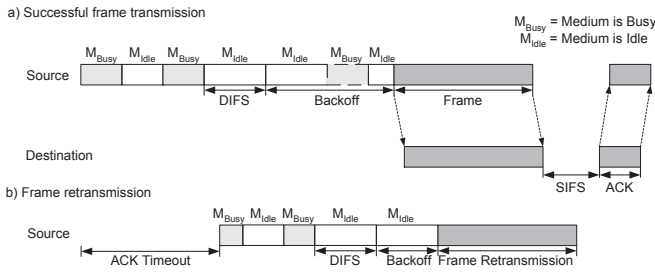 a) Successful frame transmission
M_Busy = Medium is Busy
M_Idle = Medium is Idle
M_Busy M_Idle M_Busy M_Idle M_Idle M_Busy M_Idle
Source
DIFS Backoff Frame
Destination
SIFS ACK
b) Frame retransmission
M_Busy M_Idle M_Busy M_Idle M_Idle
Source
ACK Timeout DIFS Backoff Frame Retransmission